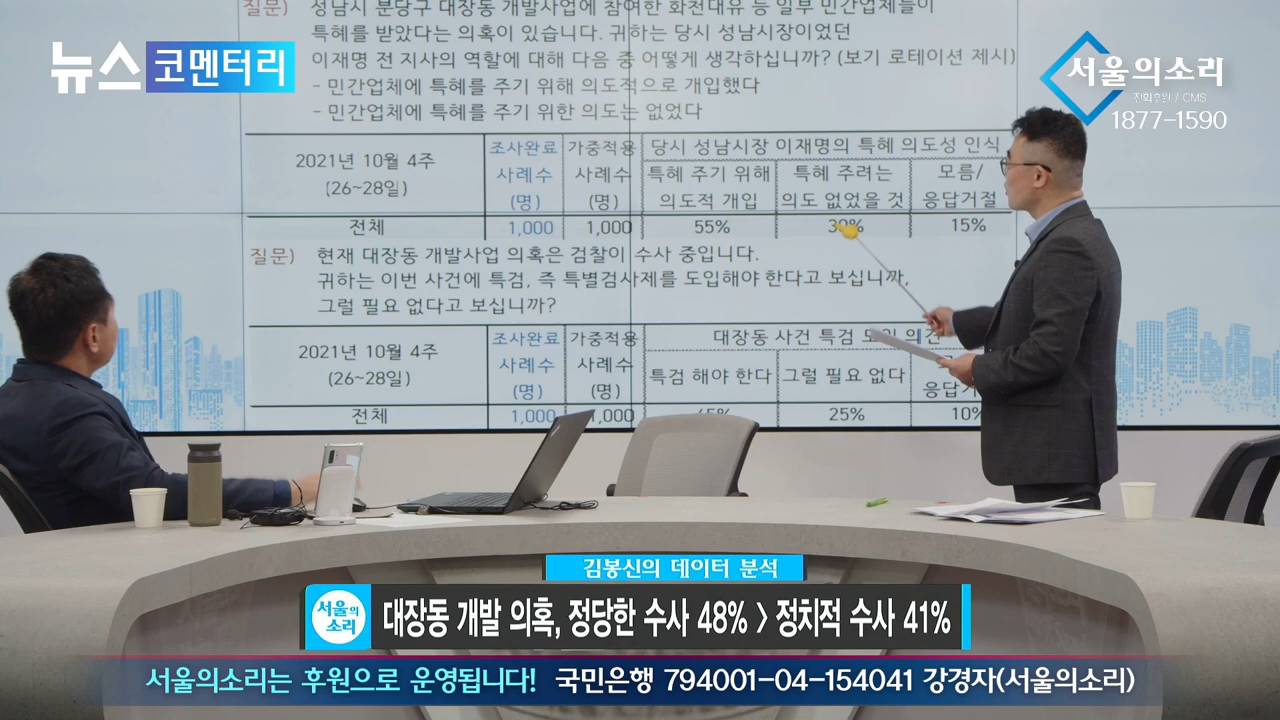 질문) 성남시 분당구 대장동 개발사업에 참여한 화천대유 등 일부 민간업체들이
특혜를 받았다는 의혹이 있습니다. 귀하는 당시 성남시장이었던
이재명 전 지사의 역할에 대해 다음 중 어떻게 생각하십니까? (보기 로테이션 제시)
- 민간업체에 특혜를 주기 위해 의도적으로 개입했다
- 민간업체에 특혜를 주기 위한 의도는 없었다
뉴스 코멘터리
서울의소리
전화후원 / CMS
1877-1590
2021년 10월 4주
(26~28일)
조사완료
사례수
(명)
가중적용
사례수
(명)
당시 성남시장 이재명의 특혜 의도성 인식
특혜 주기 위해
의도적 개입
특혜 주려는
의도 없었을 것
모름/
응답거절
전체 1,000 1,000 55% 15%
질문) 현재 대장동 개발사업 의혹은 검찰이 수사 중입니다.
귀하는 이번 사건에 특검, 즉 특별검사제를 도입해야 한다고 보십니까,
그럴 필요 없다고 보십니까?
2021년 10월 4주
(26~28일)
조사완료
사례수
(명)
가중적용
사례수
(명)
대장동 사건 특검 의견
특검 해야 한다
그럴 필요 없다
전체 1,000 1,000 25% 10%
김봉신의 데이터 분석
서울의
소리
대장동 개발 의혹, 정당한 수사 48% > 정치적 수사 41%
서울의소리는 후원으로 운영됩니다! 국민은행 794001-04-154041 강경자(서울의소리)